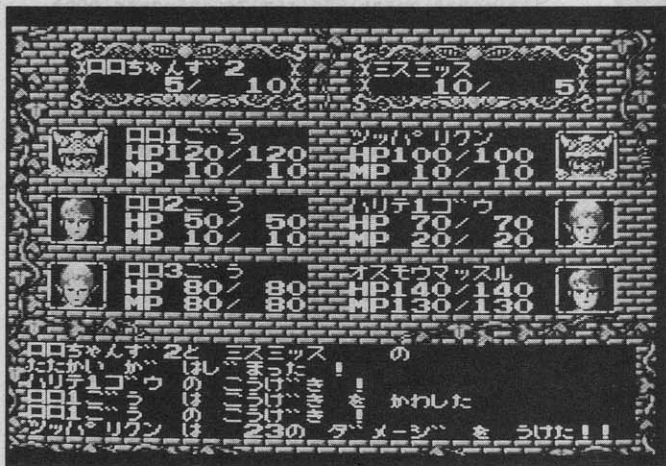 ロロちゃんず2
5/ 10
ミスミッス
10/ 5
ロロ1ごう
HP120/120
MP 10/ 10
ツッパリクン
HP100/100
MP 10/ 10
ロロ2ごう
HP 50/ 50
MP 10/ 10
ハリテ1ゴウ
HP 70/ 70
MP 20/ 20
ロロ3ごう
HP 80/ 80
MP 80/ 80
オスモウマッスル
HP140/140
MP130/130
ロロちゃんず2と ミスミッス の
たたかい が はじまった !
ハリテ1ゴウ の こうげき !
ロロ1ごう は こうげき を かわした
ロロ1ごう の こうげき !
ツッパリクン は 23の ダメージ を うけた!!